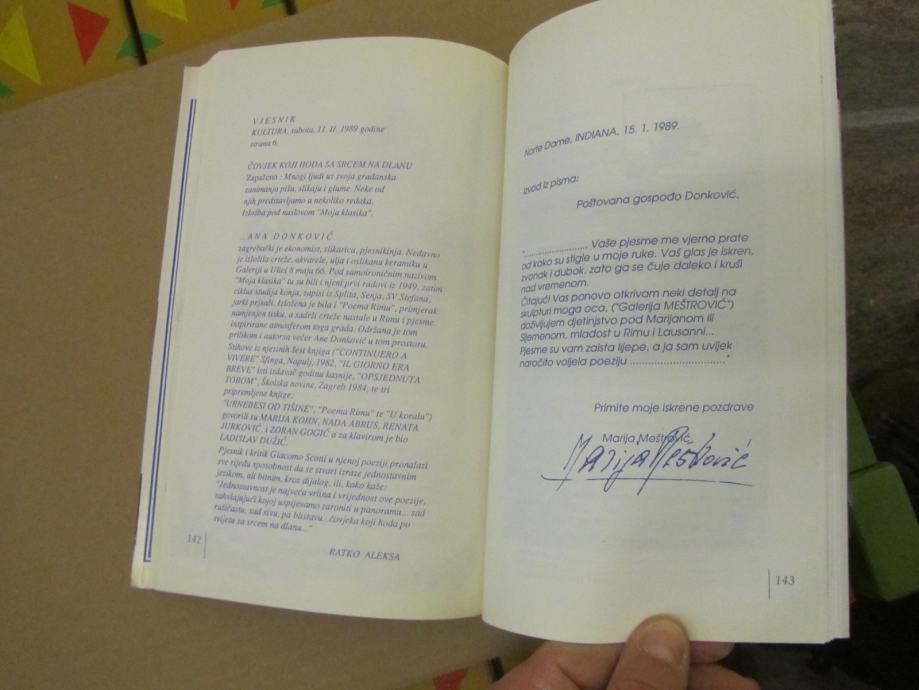 VJESNIK
KULTURA, subota, 11. II. 1989 godine
strana 6.
ČOVJEK KOJI HODA SA SRCEM NA DLANU
Zapaženo : Mnogi ljudi uz svoja građanska
zanimanja pišu, slikaju i glume. Neke od
njih predstavljamo u nekoliko redaka.
Izložba pod naslovom "Moja klasika".
...ANA DONKOVIĆ
zagrebački je ekonomist, slikarica, pjesnikinja. Nedavno
je izložila crteže, akvarele, ulja i oslikanu keramiku u
Galeriji u Ulici 8 maja 66. Pod samoironičnim nazivom
"Moja klasika" tu su bili i njeni prvi radovi iz 1949, zatim
ciklus studija konja, zapisi iz Splita, Senja, SV.Stefana,
jarki pejsaži. Izložena je bila i "Poema Rimu", primjerak
namjenjen tisku, a sadrži crteže nastale u Rimu i pjesme
inspirirane atmosferom toga grada. Održana je tom
prilikom i autorsa večer Ane Donković u tom prostoru.
Stihove iz njezinih šest knjiga ("CONTINUERO A
VIVERE" Sfinga, Napulj, 1982, "IL GIORNO ERA
BREVE" isti izdavač godinu kasnije, "OPSJEDNUTA
TOBOM", Školske novine, Zagreb 1984, te tri
pripremljene knjige:
"URNEBESI OD TIŠINE", "Poema Rimu" te "U koralu")
govorili su MARIJA KOHN, NADA ABRUS, RENATA
JURKOVIĆ, i ZORAN GOGIĆ a za klavirom je bio
LADISLAV DUŽIĆ.
Pjesnik i kritik Giacomo Scotti u njenoj poeziji pronalazi
sve rijeđu sposobnost da se stvari izraze jednostavnim
jezikom, ali bitnim, kroz dijalog, ili, kako kaže:
"Jednostavnost je najveća vrlina i vrijednost ove poezije,
zahvaljujući kojoj uspijevamo zaroniti u panoramu... sad
ružičastu, sad sivu, pa blistavu...čovjeka koji hoda po
svijetu sa srcem na dlanu..."
RATKO ALEKSA
142
Norte Dame, INDIANA, 15. 1. 1989.
Izvod iz pisma:
Poštovana gospođo Donković,
"...................... Vaše pjesme me vjerno prate
od kako su stigle u moje ruke. Vaš glas je iskren,
zvonak i dubok, zato ga se čuje daleko i kruši
nad vremenom.
Čitajući Vas ponovo otkrivam neki detalj na
skulpturi moga oca, ("Galerija MEŠTROVIĆ")
doživljujem djetinjstvo pod Marijanom ili
Sljemenom, mladost u Rimu i Lausanni...
Pjesme su vam zaista lijepe, a ja sam uvijek
naročito voljela poeziju ..........................."
Primite moje iskrene pozdrave
Marija Meštrović,
Marija Meštrović
143